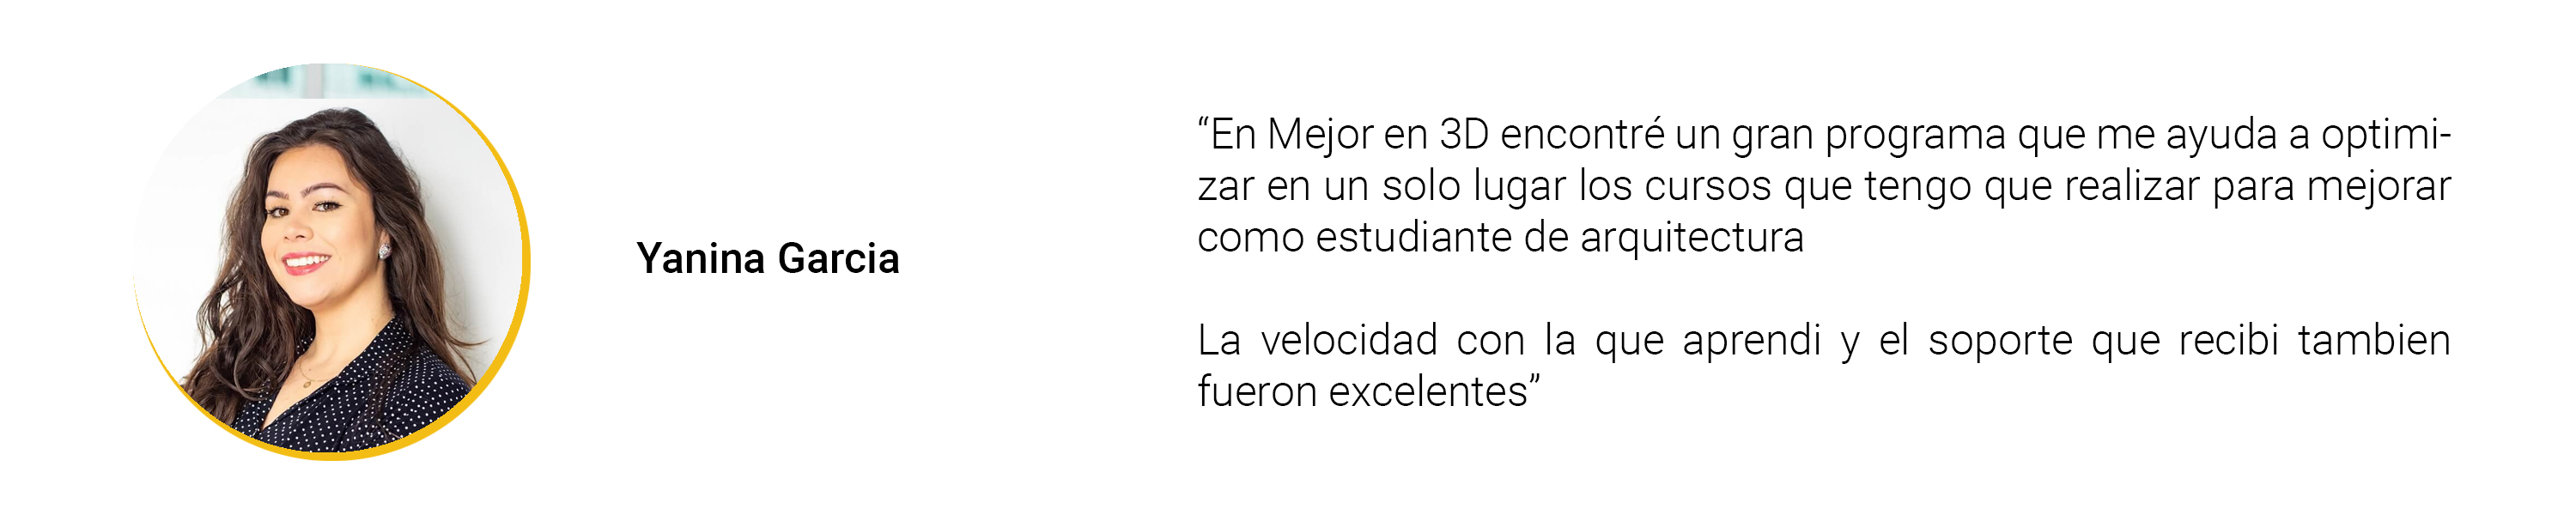 Yanina Garcia
“En Mejor en 3D encontré un gran programa que me ayuda a optimi-
zar en un solo lugar los cursos que tengo que realizar para mejorar
como estudiante de arquitectura
La velocidad con la que aprendi y el soporte que recibi tambien
fueron excelentes”